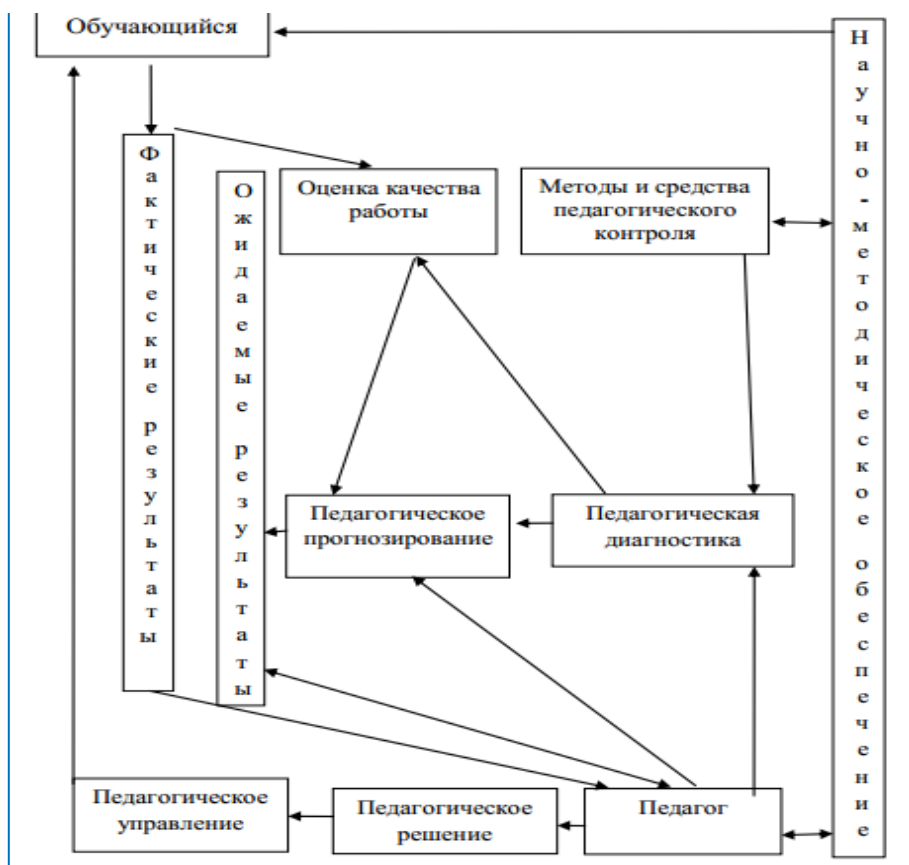 Обучающийся
Научно-методическое обеспечение
Фактические результаты
Ожидаемые результаты
Оценка качества
работы
Методы и средства
педагогического
контроля
Педагогическое
прогнозирование
Педагогическая
диагностика
Педагогическое
управление
Педагогическое
решение
Педагог